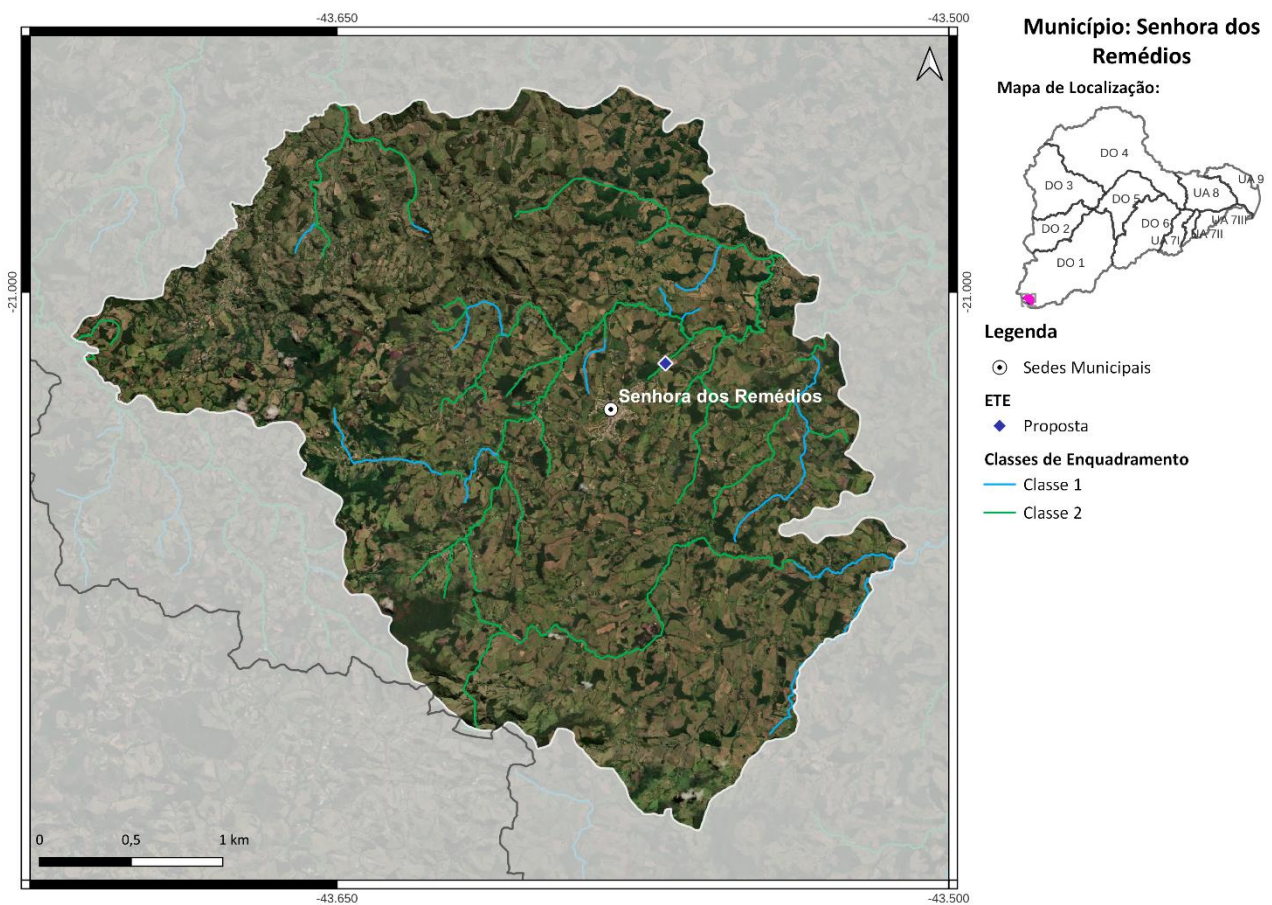 -43.650
-43.500
-21.000
-21.000
Senhora dos Remédios
0
0,5
1 km
-43.650
-43.500
Município: Senhora dos
Remédios
Mapa de Localização:
DO 4
DO 3
DO 5
UA 8
UA 9
DO 2
DO 6
UA 7III
UA 7I
UA 7II
DO 1
Legenda
Sedes Municipais
ETE
Proposta
Classes de Enquadramento
Classe 1
Classe 2